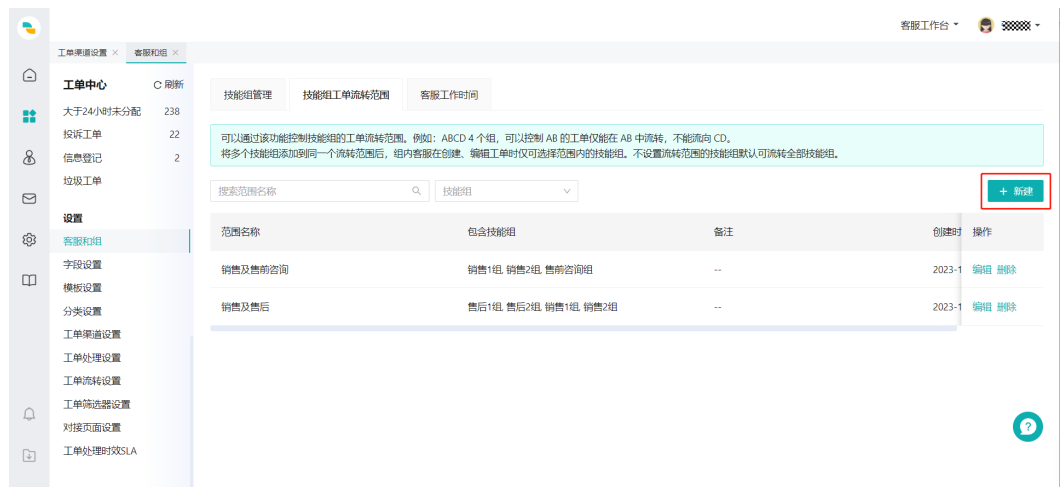 客服工作台
工单渠道设置 × 客服和组 ×
工单中心 刷新
大于24小时未分配 238
投诉工单 22
信息登记 2
垃圾工单
设置
客服和组
字段设置
模板设置
分类设置
工单渠道设置
工单处理设置
工单流转设置
工单筛选器设置
对接页面设置
工单处理时效SLA
技能组管理 技能组工单流转范围 客服工作时间
可以通过该功能控制技能组的工单流转范围。例如：ABCD 4 个组，可以控制 AB 的工单仅能在 AB 中流转，不能流向 CD。
将多个技能组添加到同一个流转范围后，组内客服在创建、编辑工单时仅可选择范围内的技能组。不设置流转范围的技能组默认可流转全部技能组。
搜索范围名称 技能组 + 新建
范围名称 包含技能组 备注 创建时 操作
销售及售前咨询 销售1组, 销售2组, 售前咨询组 -- 2023-1 编辑 删除
销售及售后 售后1组, 售后2组, 销售1组, 销售2组 -- 2023-1 编辑 删除